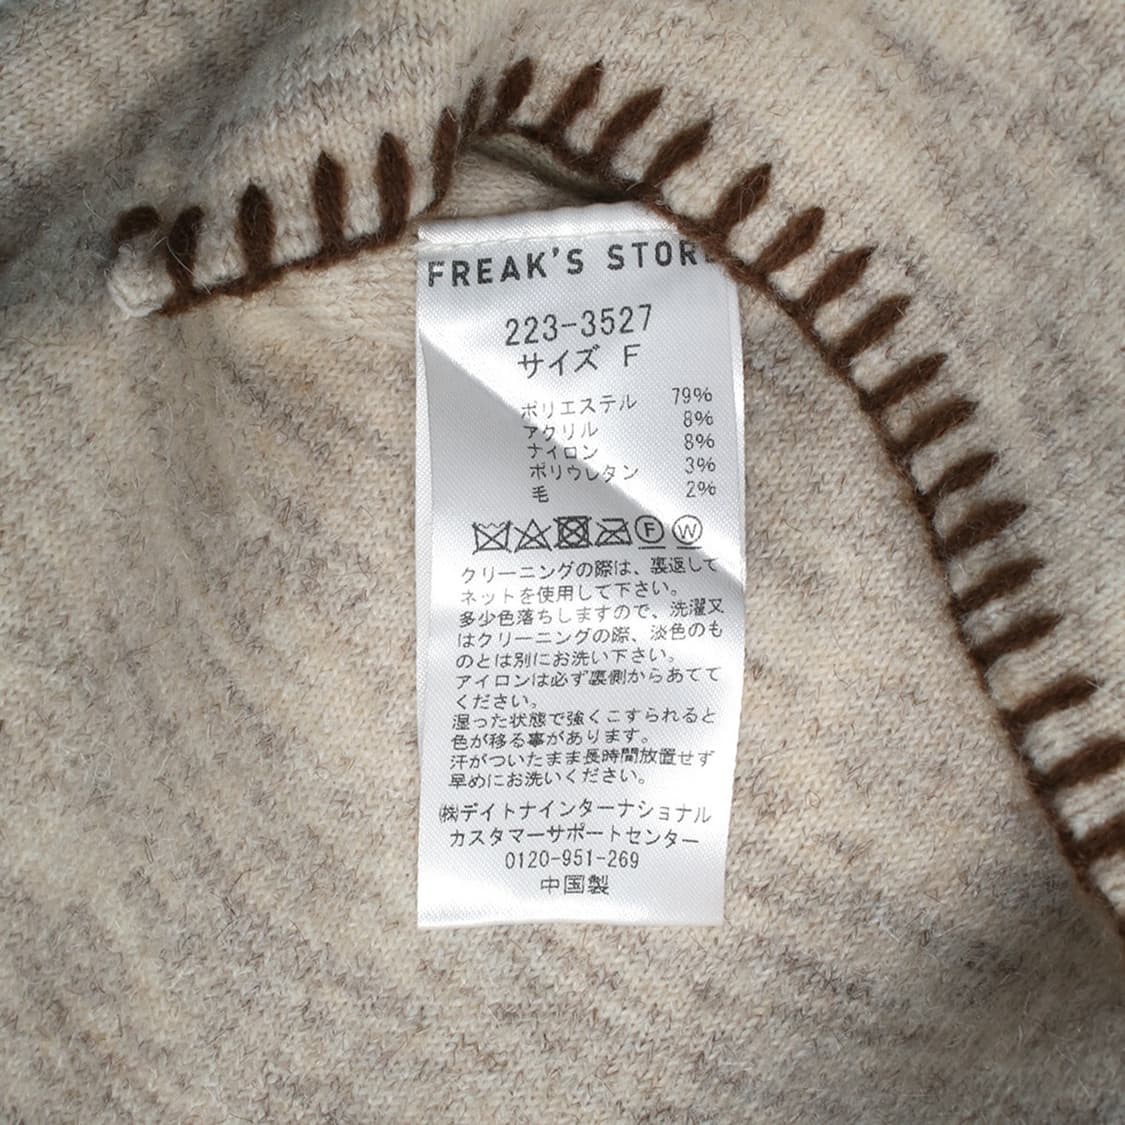 FREAK'S STORE
223-3527
サイズ F
ポリエステル 79%
アクリル 8%
ナイロン 8%
ポリウレタン 3%
毛 2%
F W
クリーニングの際は、裏返して
ネットを使用して下さい。
多少色落ちしますので、洗濯又
はクリーニングの際、淡色のも
のとは別にお洗い下さい。
アイロンは必ず裏側からあてて
ください。
湿った状態で強くこすられると
色が移る事があります。
汗がついたまま長時間放置せず
早めにお洗いください。
㈱デイトナインターナショナル
カスタマーサポートセンター
0120-951-269
中国製